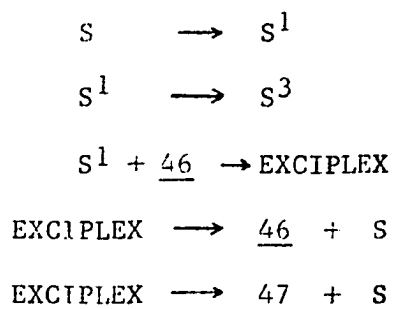 S → S¹
S¹ → S³
S¹ + 46 → EXCIPLEX
EXCIPLEX → 46 + S
EXCIPLEX → 47 + S